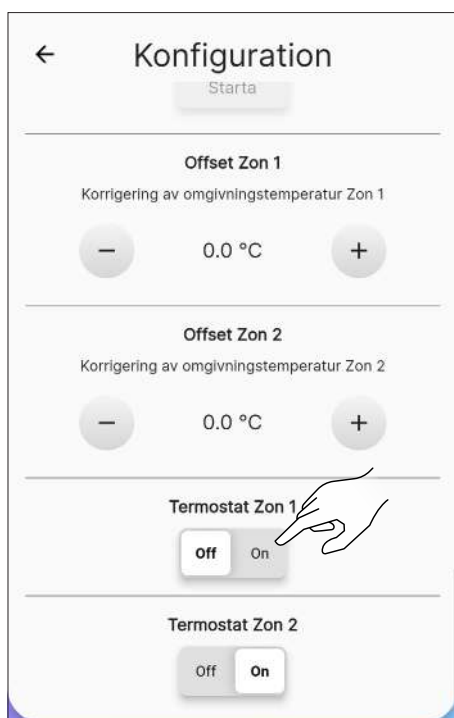 ← Konfiguration
Starta
Offset Zon 1
Korrigering av omgivningstemperatur Zon 1
− 0.0 °C +
Offset Zon 2
Korrigering av omgivningstemperatur Zon 2
− 0.0 °C +
Termostat Zon 1
Off On
Termostat Zon 2
Off On